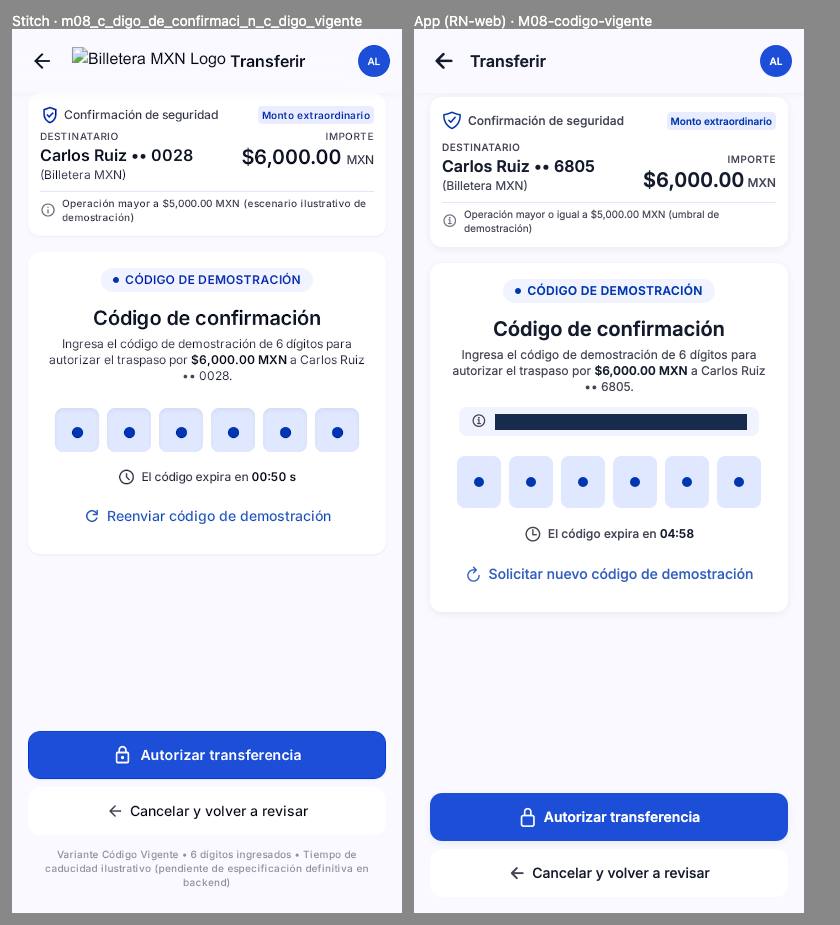 Stitch · m08_c_digo_de_confirmaci_n_c_digo_vigente
Billetera MXN Logo Transferir
AL
Confirmación de seguridad
Monto extraordinario
DESTINATARIO
IMPORTE
Carlos Ruiz •• 0028
$6,000.00 MXN
(Billetera MXN)
Operación mayor a $5,000.00 MXN (escenario ilustrativo de
demostración)
CÓDIGO DE DEMOSTRACIÓN
Código de confirmación
Ingresa el código de demostración de 6 dígitos para
autorizar el traspaso por $6,000.00 MXN a Carlos Ruiz
•• 0028.
El código expira en 00:50 s
Reenviar código de demostración
Autorizar transferencia
Cancelar y volver a revisar
Variante Código Vigente • 6 dígitos ingresados • Tiempo de
caducidad ilustrativo (pendiente de especificación definitiva en
backend)
App (RN-web) · M08-codigo-vigente
Transferir
AL
Confirmación de seguridad
Monto extraordinario
DESTINATARIO
IMPORTE
Carlos Ruiz •• 6805
$6,000.00 MXN
(Billetera MXN)
Operación mayor o igual a $5,000.00 MXN (umbral de
demostración)
CÓDIGO DE DEMOSTRACIÓN
Código de confirmación
Ingresa el código de demostración de 6 dígitos para
autorizar el traspaso por $6,000.00 MXN a Carlos Ruiz
•• 6805.
El código expira en 04:58
Solicitar nuevo código de demostración
Autorizar transferencia
Cancelar y volver a revisar